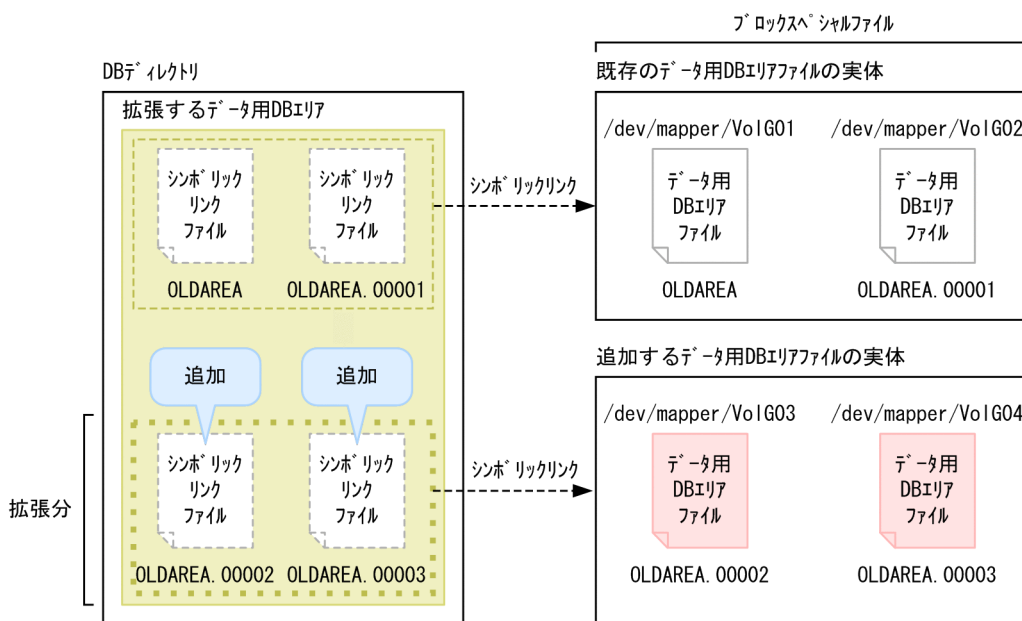 ﾌﾞﾛｯｸｽﾍﾟｼｬﾙﾌｧｲﾙ
DBﾃﾞｨﾚｸﾄﾘ
既存のﾃﾞｰﾀ用DBｴﾘｱﾌｧｲﾙの実体
拡張するﾃﾞｰﾀ用DBｴﾘｱ
/dev/mapper/VolG01
/dev/mapper/VolG02
ｼﾝﾎﾞﾘｯｸ
ﾘﾝｸ
ﾌｧｲﾙ
ｼﾝﾎﾞﾘｯｸ
ﾘﾝｸ
ﾌｧｲﾙ
ｼﾝﾎﾞﾘｯｸﾘﾝｸ
ﾃﾞｰﾀ用
DBｴﾘｱ
ﾌｧｲﾙ
ﾃﾞｰﾀ用
DBｴﾘｱ
ﾌｧｲﾙ
OLDAREA
OLDAREA.00001
OLDAREA
OLDAREA.00001
追加するﾃﾞｰﾀ用DBｴﾘｱﾌｧｲﾙの実体
追加
追加
/dev/mapper/VolG03
/dev/mapper/VolG04
拡張分
ｼﾝﾎﾞﾘｯｸ
ﾘﾝｸ
ﾌｧｲﾙ
ｼﾝﾎﾞﾘｯｸ
ﾘﾝｸ
ﾌｧｲﾙ
ｼﾝﾎﾞﾘｯｸﾘﾝｸ
ﾃﾞｰﾀ用
DBｴﾘｱ
ﾌｧｲﾙ
ﾃﾞｰﾀ用
DBｴﾘｱ
ﾌｧｲﾙ
OLDAREA.00002
OLDAREA.00003
OLDAREA.00002
OLDAREA.00003